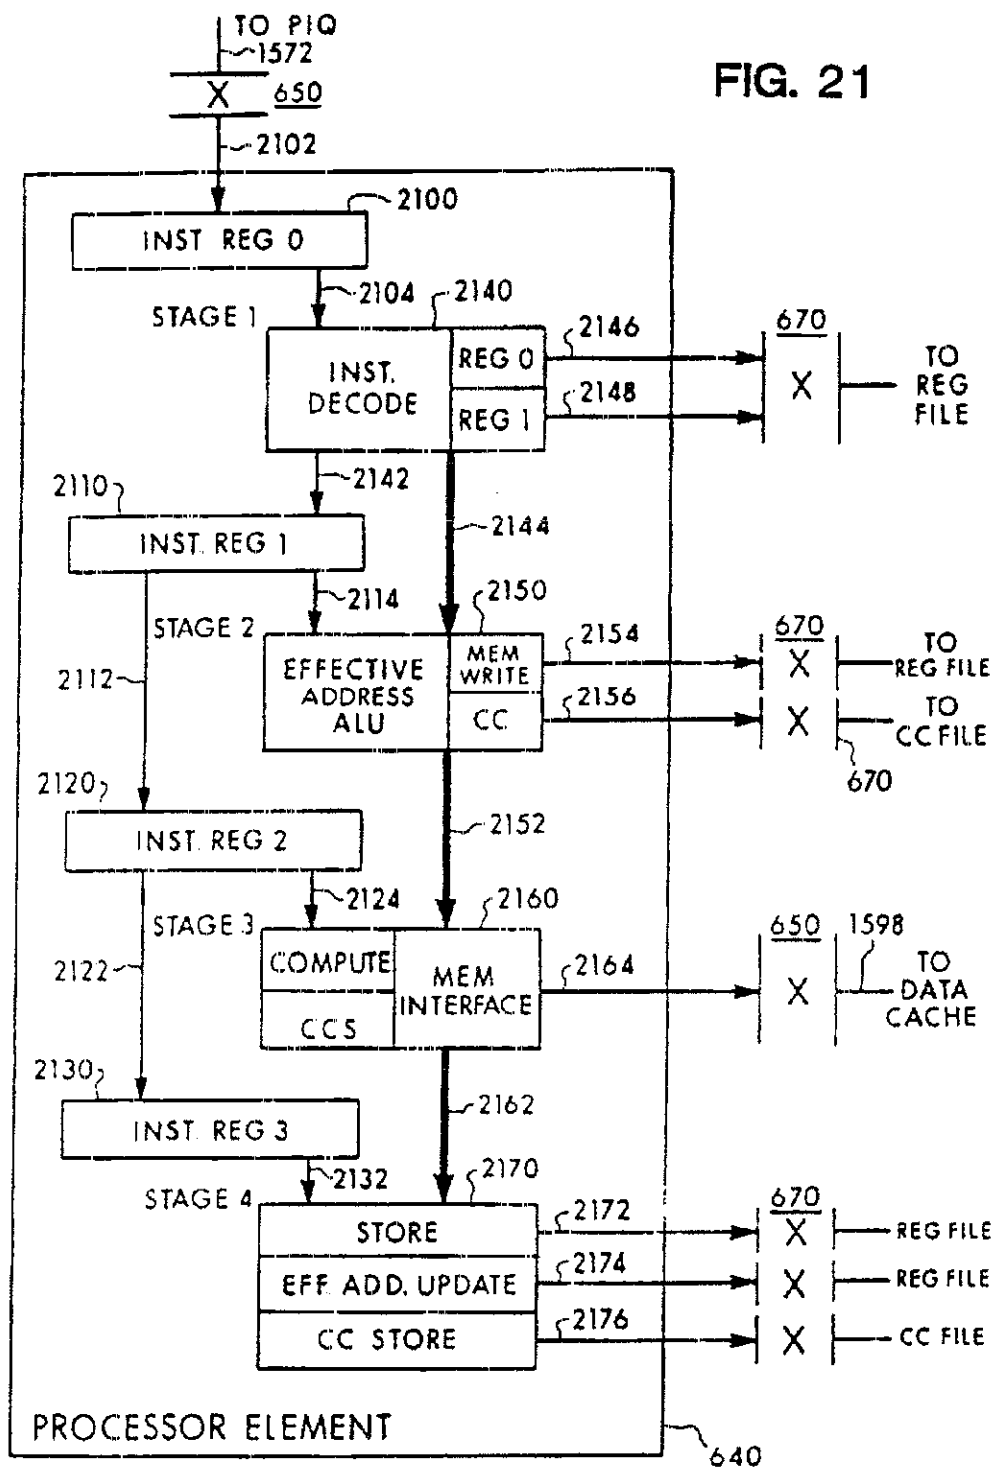 TO PIQ
1572
FIG. 21
X 650
2102
2100
INST REG 0
2104
2140
STAGE 1
INST. DECODE
REG 0
REG 1
2146
2148
670
X
TO REG FILE
2142
2144
2110
INST. REG 1
2114
2150
STAGE 2
EFFECTIVE ADDRESS ALU
MEM WRITE
CC
2154
2156
670
X
TO REG FILE
X
TO CC FILE
670
2112
2120
INST. REG 2
2152
2124
2160
STAGE 3
COMPUTE
CCS
MEM INTERFACE
2164
650
X
1598
TO DATA CACHE
2122
2130
INST. REG 3
2162
2132
2170
STAGE 4
STORE
2172
670
X
REG FILE
EFF. ADD. UPDATE
2174
X
REG FILE
CC STORE
2176
X
CC FILE
PROCESSOR ELEMENT
640